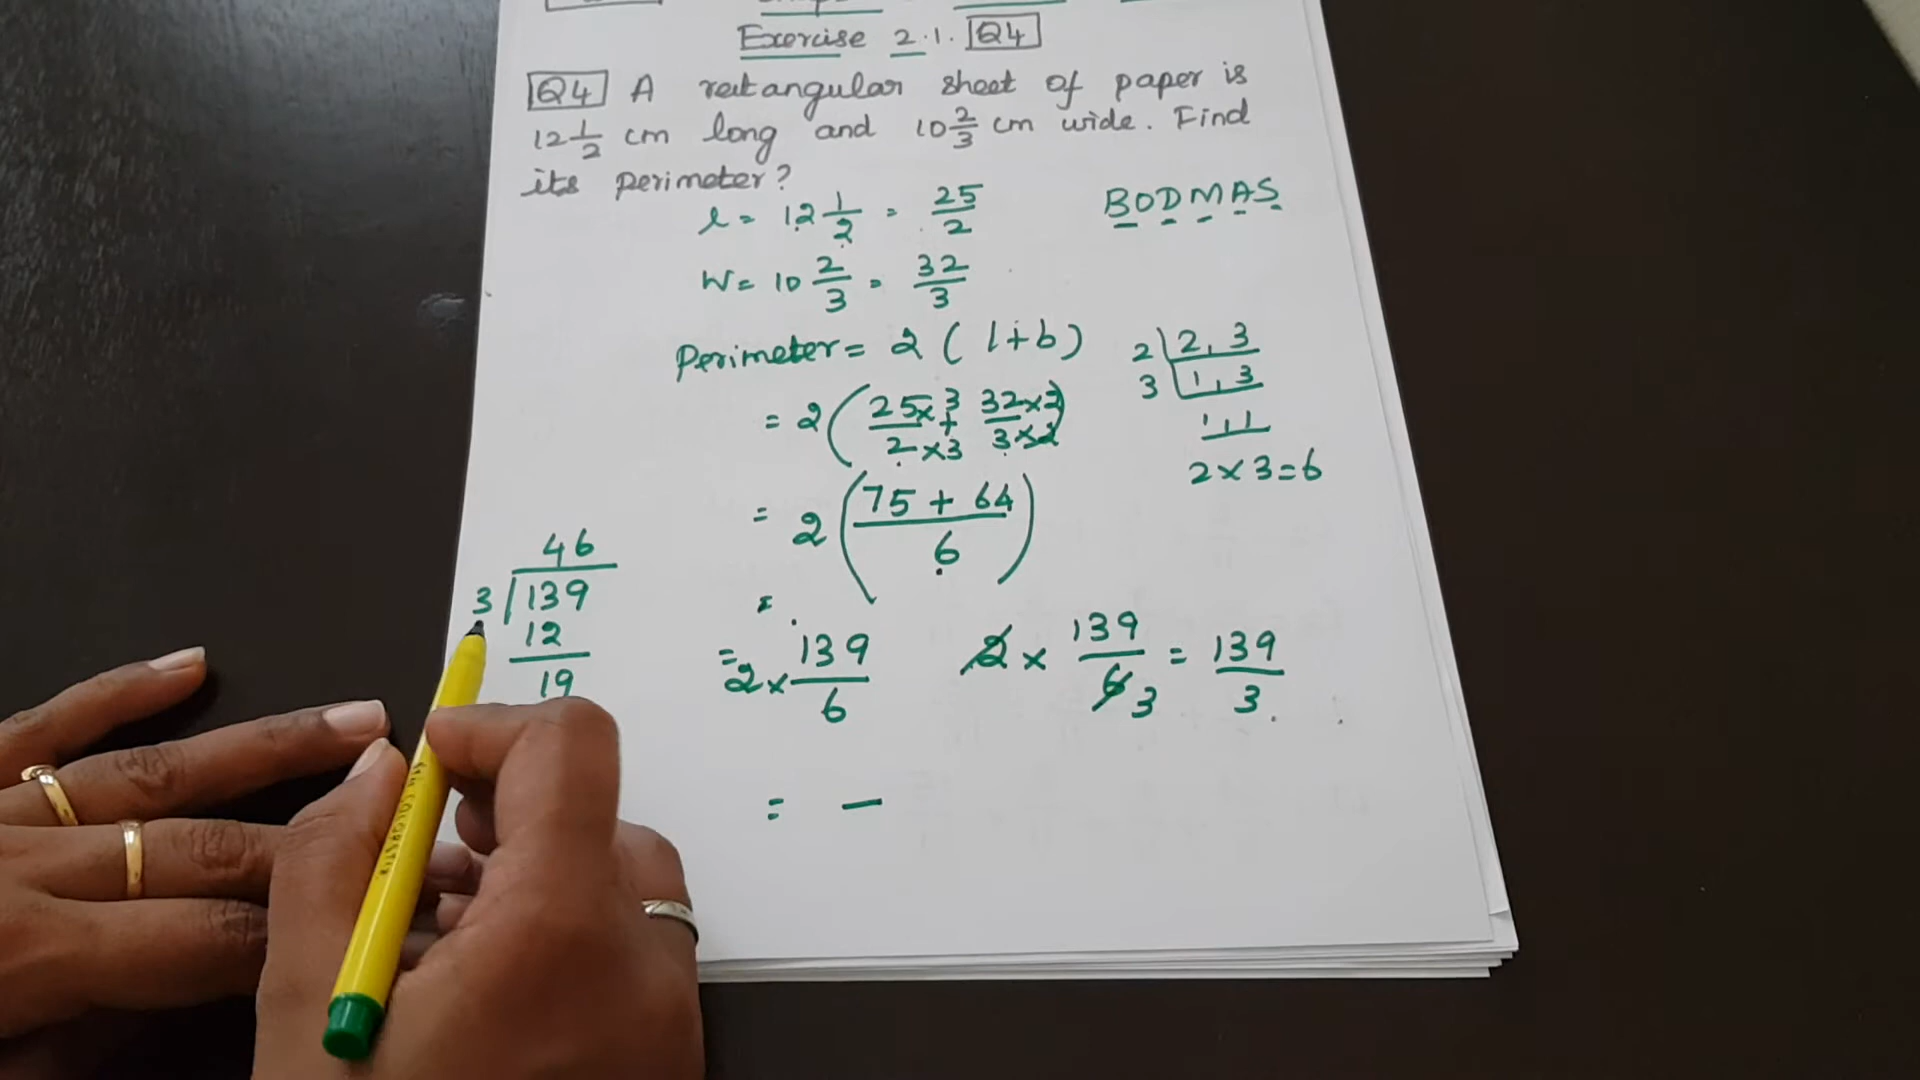 Exercise 2.1. Q4
Q4 A rectangular sheet of paper is
12 1/2 cm long and 10 2/3 cm wide. Find
its perimeter?
l = 12 1/2 = 25/2
BODMAS
W = 10 2/3 = 32/3
Perimeter = 2 ( l+b )
= 2 ( 25×3/2×3 + 32×2/3×2 )
2 | 2, 3
3 | 1, 3
1, 1
2 × 3 = 6
= 2 ( 75 + 64 / 6 )
46
3 | 139
12
19
=
= 2 × 139/6
2 × 139/6 3 = 139/3
= —